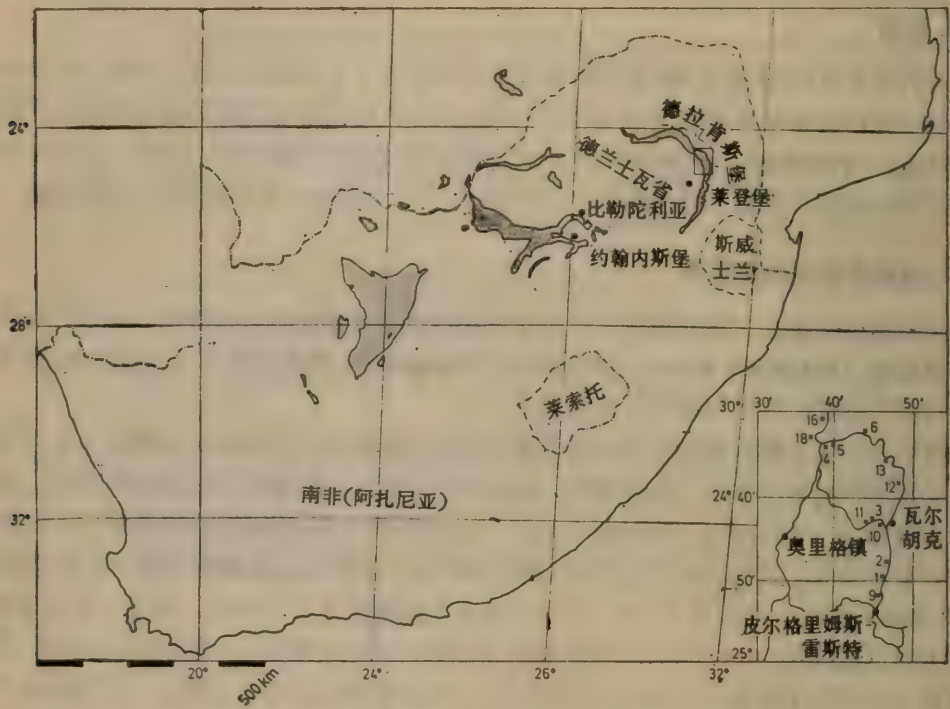 24°
德拉肯斯堡
德兰士瓦省
莱登堡
比勒陀利亚
约翰内斯堡
斯威
士兰
28°
莱索托
南非(阿扎尼亚)
32°
20°
24°
26°
32°
500 km
30°
30'
40'
50'
16
6
18
5
4
13
12
24° 40'
11
3
瓦尔
胡克
10
奥里格镇
2
50'
1
9
皮尔格里姆斯
雷斯特
25°